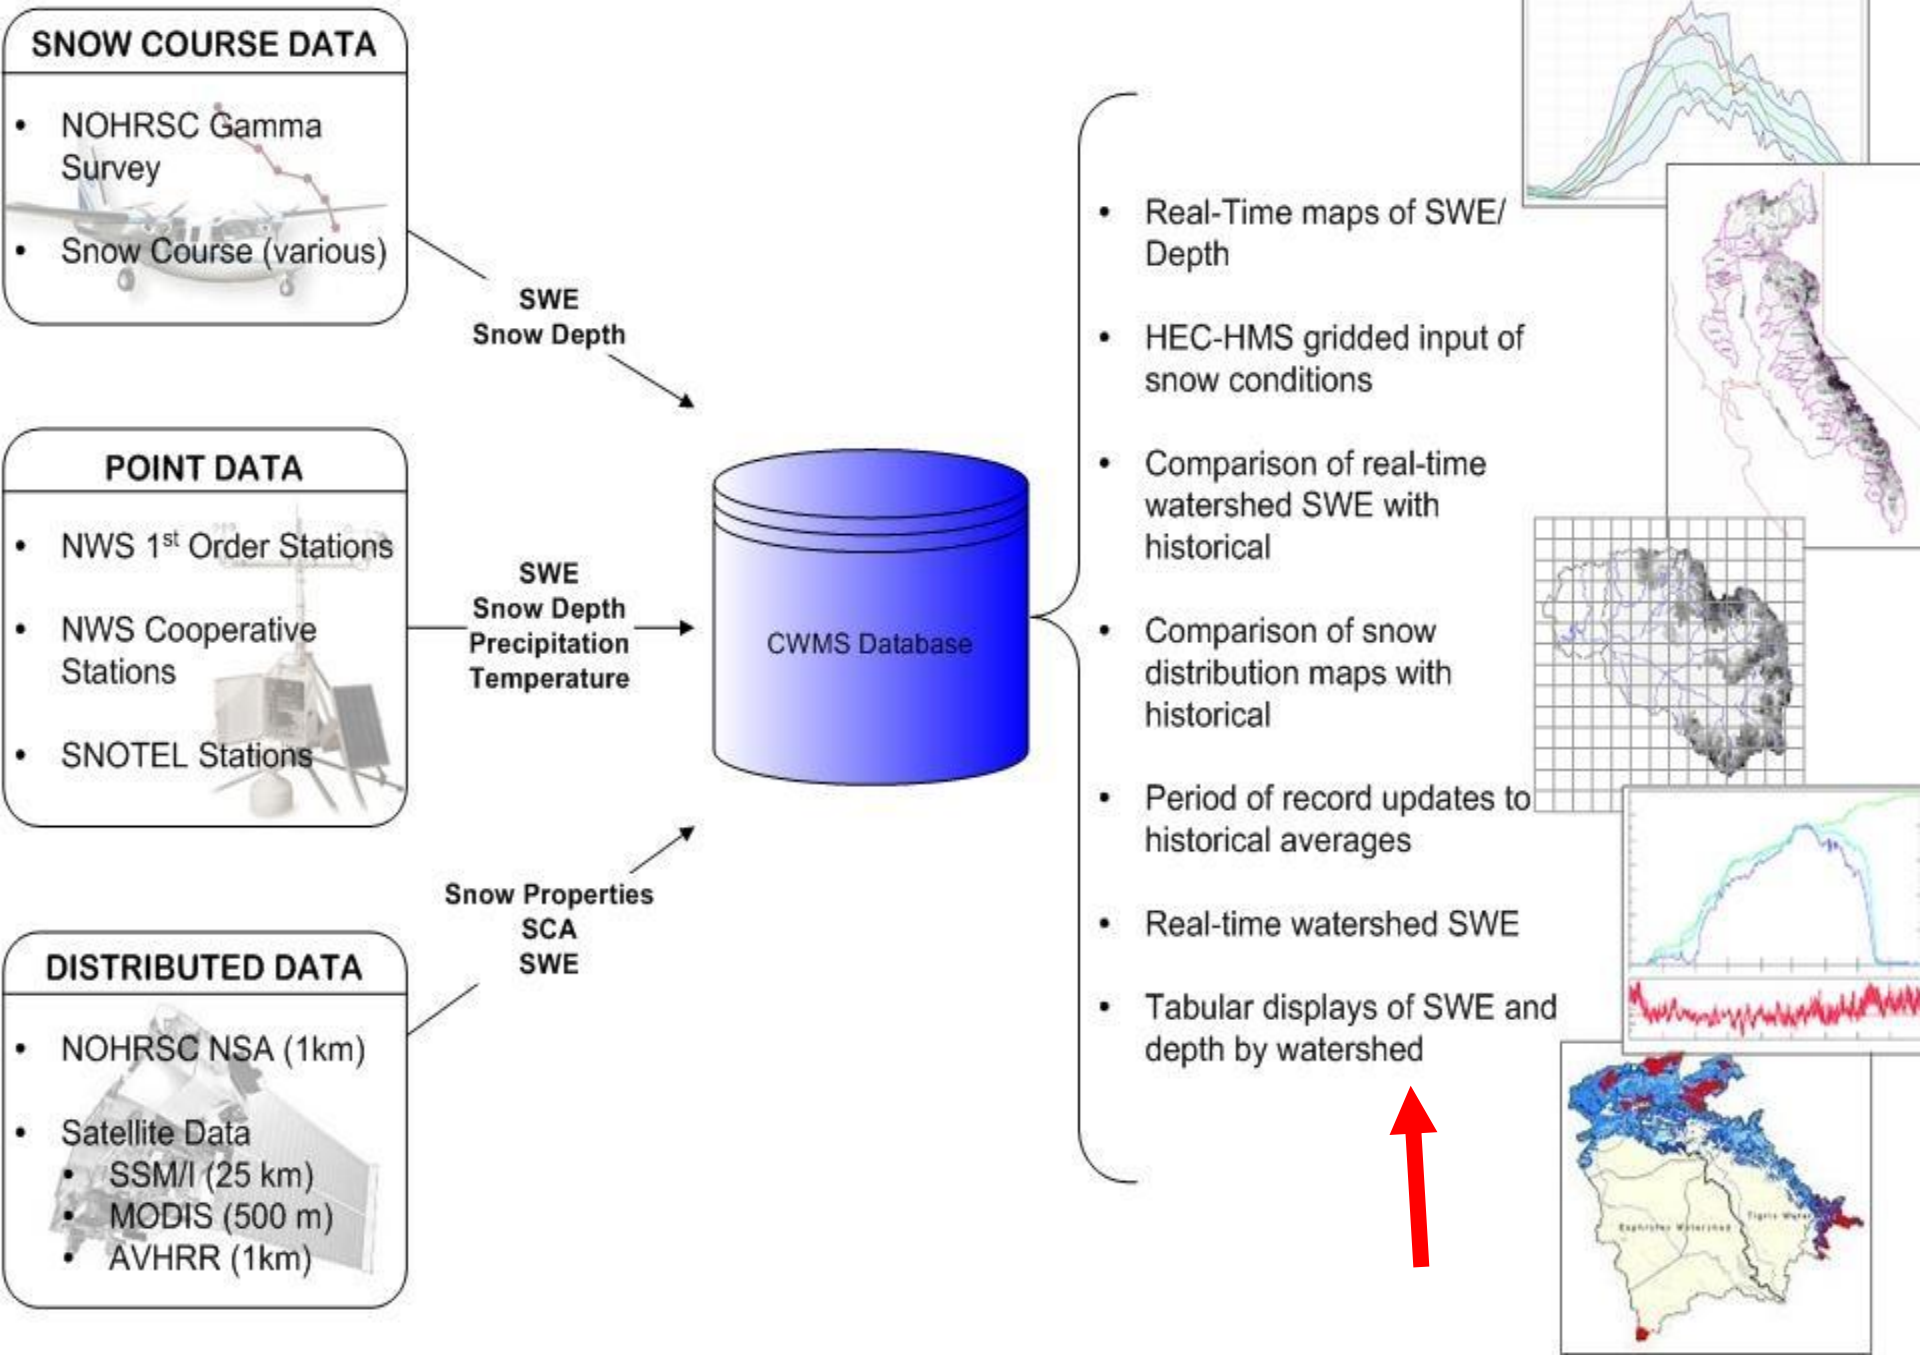 SNOW COURSE DATA
• NOHRSC Gamma
Survey
• Snow Course (various)
SWE
Snow Depth
POINT DATA
• NWS 1st Order Stations
• NWS Cooperative
Stations
• SNOTEL Stations
SWE
Snow Depth
Precipitation
Temperature
DISTRIBUTED DATA
• NOHRSC NSA (1km)
• Satellite Data
• SSM/I (25 km)
• MODIS (500 m)
• AVHRR (1km)
Snow Properties
SCA
SWE
CWMS Database
• Real-Time maps of SWE/
Depth
• HEC-HMS gridded input of
snow conditions
• Comparison of real-time
watershed SWE with
historical
• Comparison of snow
distribution maps with
historical
• Period of record updates to
historical averages
• Real-time watershed SWE
• Tabular displays of SWE and
depth by watershed
Euphrates Watershed
Tigris Water